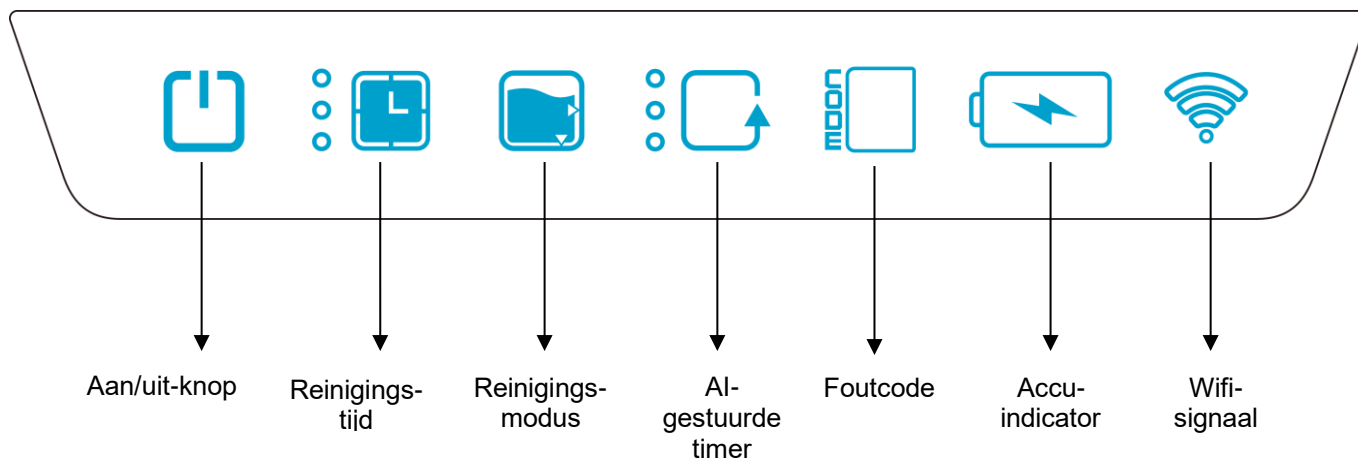 CODE
Aan/uit-knop
Reinigings-
tijd
Reinigings-
modus
AI-
gestuurde
timer
Foutcode
Accu-
indicator
Wifi-
signaal